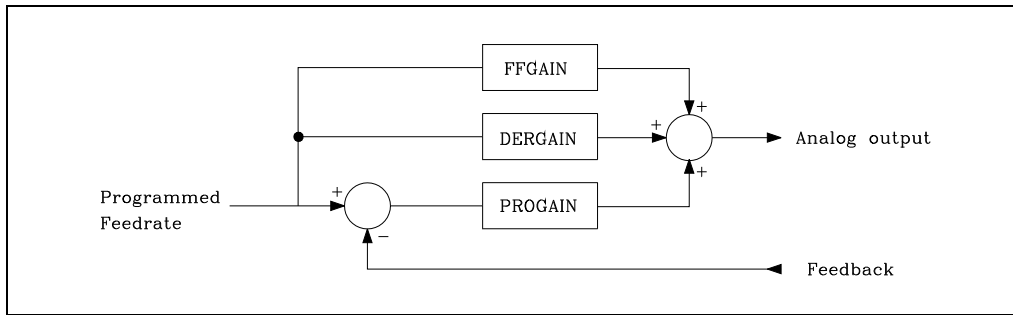 FFGAIN
+
+
DERGAIN
Analog output
+
Programmed
Feedrate
+
PROGAIN
−
Feedback